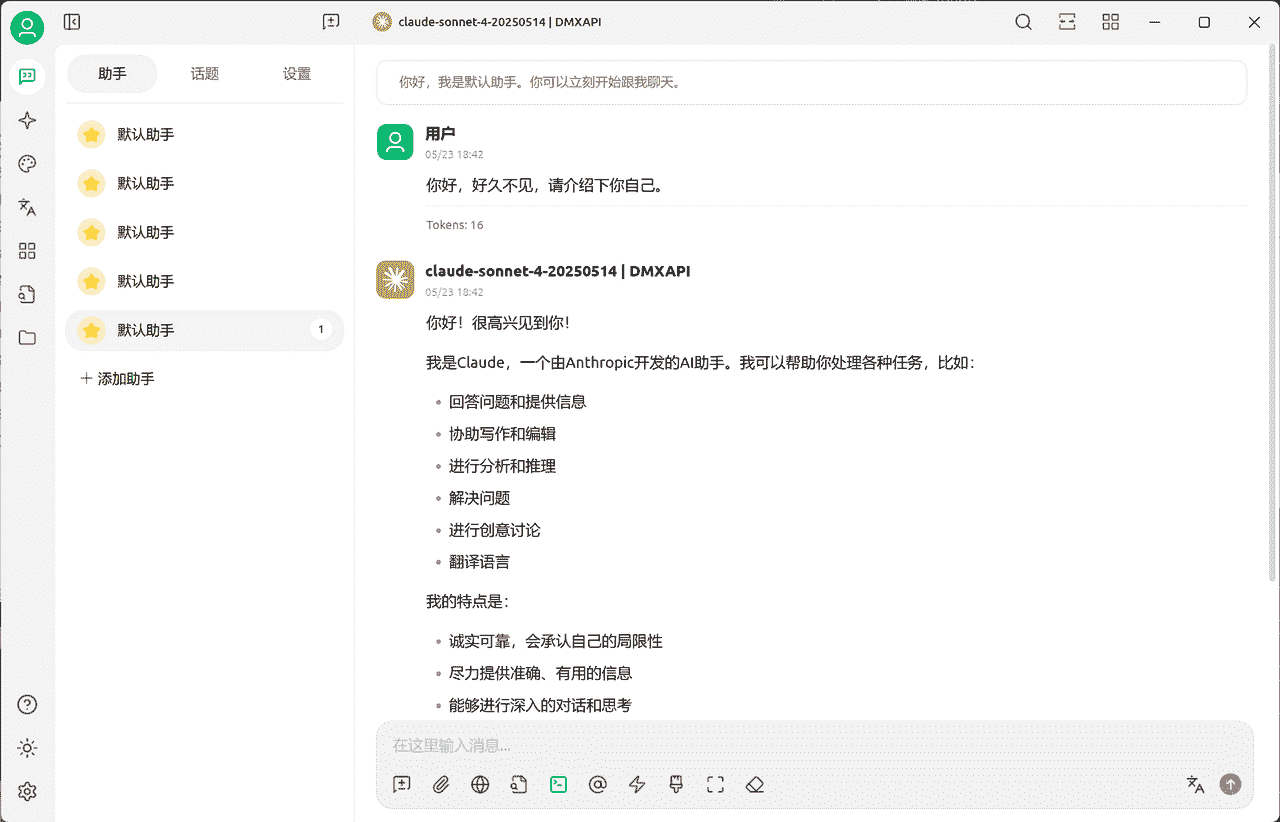 claude-sonnet-4-20250514 | DMXAPI
助手
话题
设置
默认助手
默认助手
默认助手
默认助手
默认助手
1
添加助手
你好，我是默认助手。你可以立刻开始跟我聊天。
用户
05/23 18:42
你好，好久不见，请介绍下你自己。
Tokens: 16
claude-sonnet-4-20250514 | DMXAPI
05/23 18:42
你好！很高兴见到你！
我是Claude，一个由Anthropic开发的AI助手。我可以帮助你处理各种任务，比如：
回答问题和提供信息
协助写作和编辑
进行分析和推理
解决问题
进行创意讨论
翻译语言
我的特点是：
诚实可靠，会承认自己的局限性
尽力提供准确、有用的信息
能够进行深入的对话和思考
在这里输入消息...